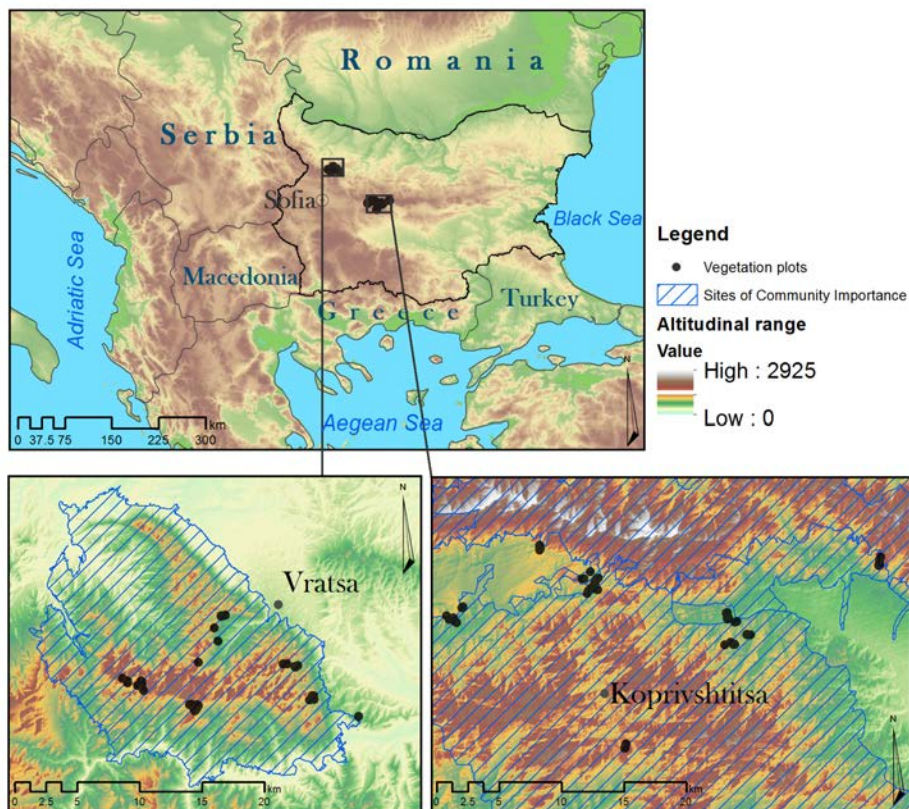 Romania
Serbia
Sofia
Black Sea
Adriatic Sea
Macedonia
Turkey
Greece
Aegean Sea
N
0 37.5 75 150 225 300
km
Legend
Vegetation plots
Sites of Community Importance
Altitudinal range
Value
High : 2925
Low : 0
N
Vratsa
0 2.5 5 10 15 20
km
N
Koprivshtitsa
0 2.5 5 10 15 20
km